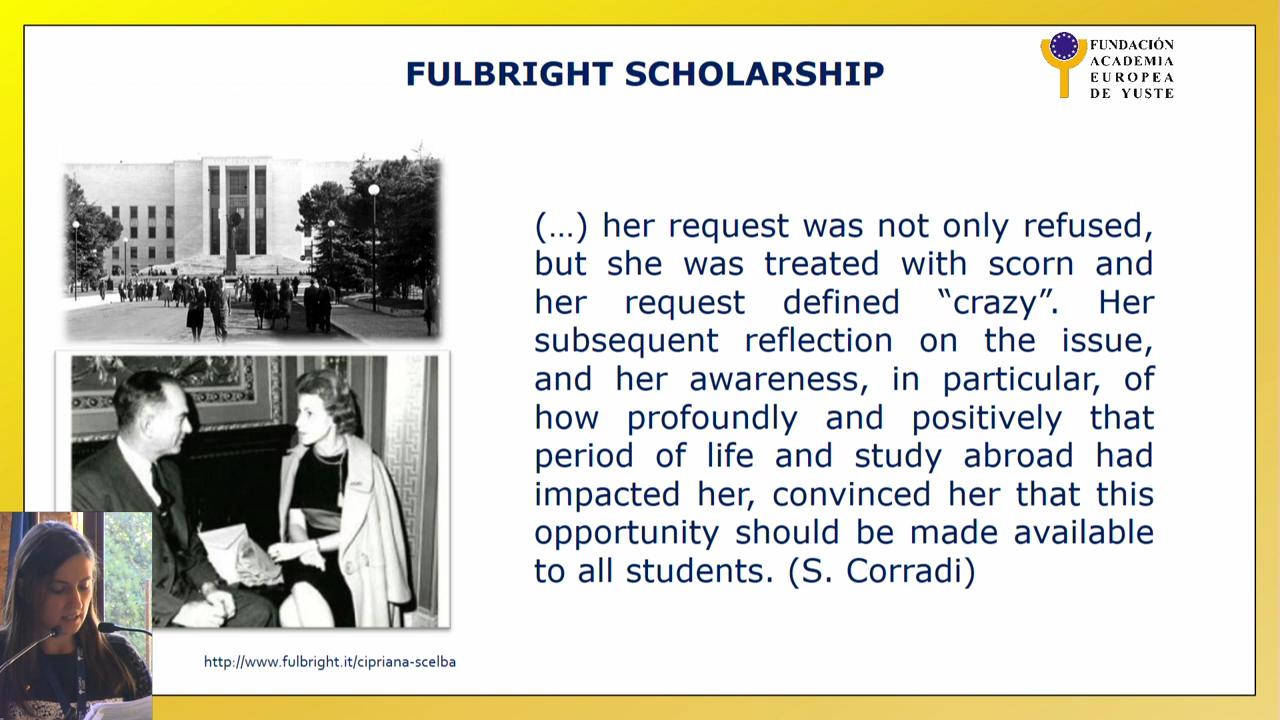 FULBRIGHT SCHOLARSHIP
FUNDACIÓN
ACADEMIA
EUROPEA
DE YUSTE
(…) her request was not only refused,
but she was treated with scorn and
her request defined “crazy”. Her
subsequent reflection on the issue,
and her awareness, in particular, of
how profoundly and positively that
period of life and study abroad had
impacted her, convinced her that this
opportunity should be made available
to all students. (S. Corradi)
http://www.fulbright.it/cipriana-scelba